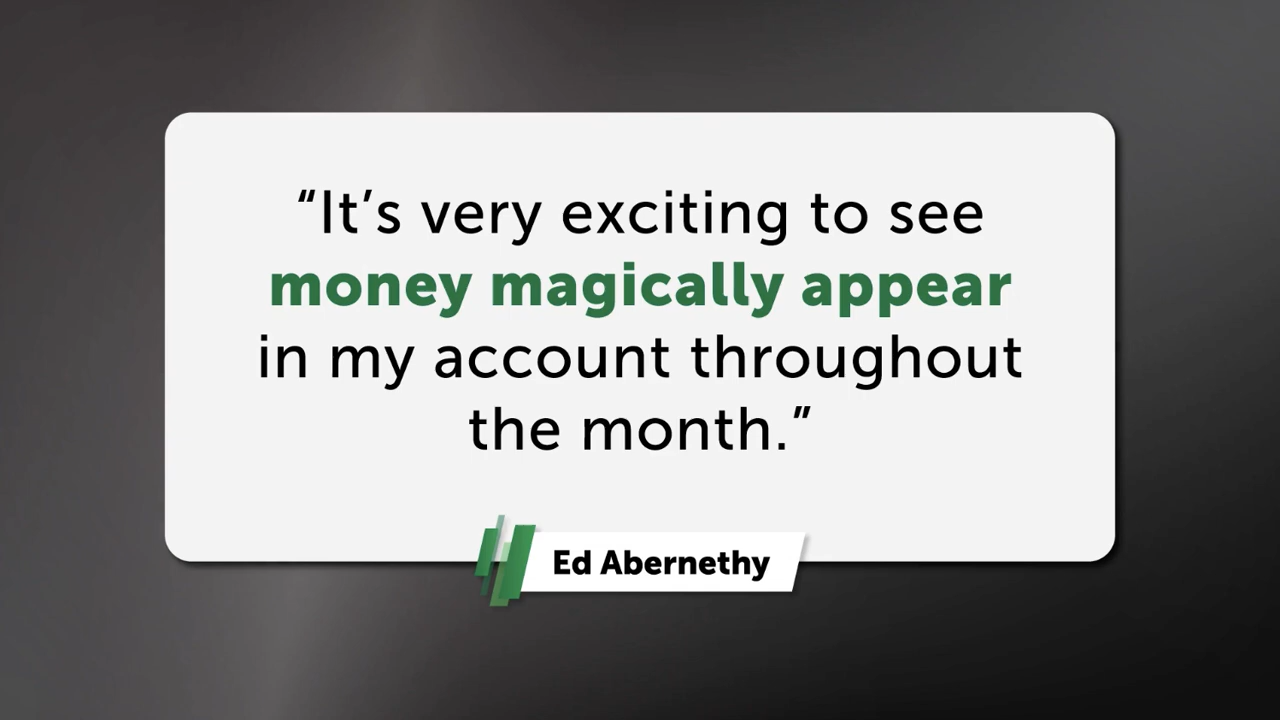 “It’s very exciting to see
money magically appear
in my account throughout
the month.”
Ed Abernethy